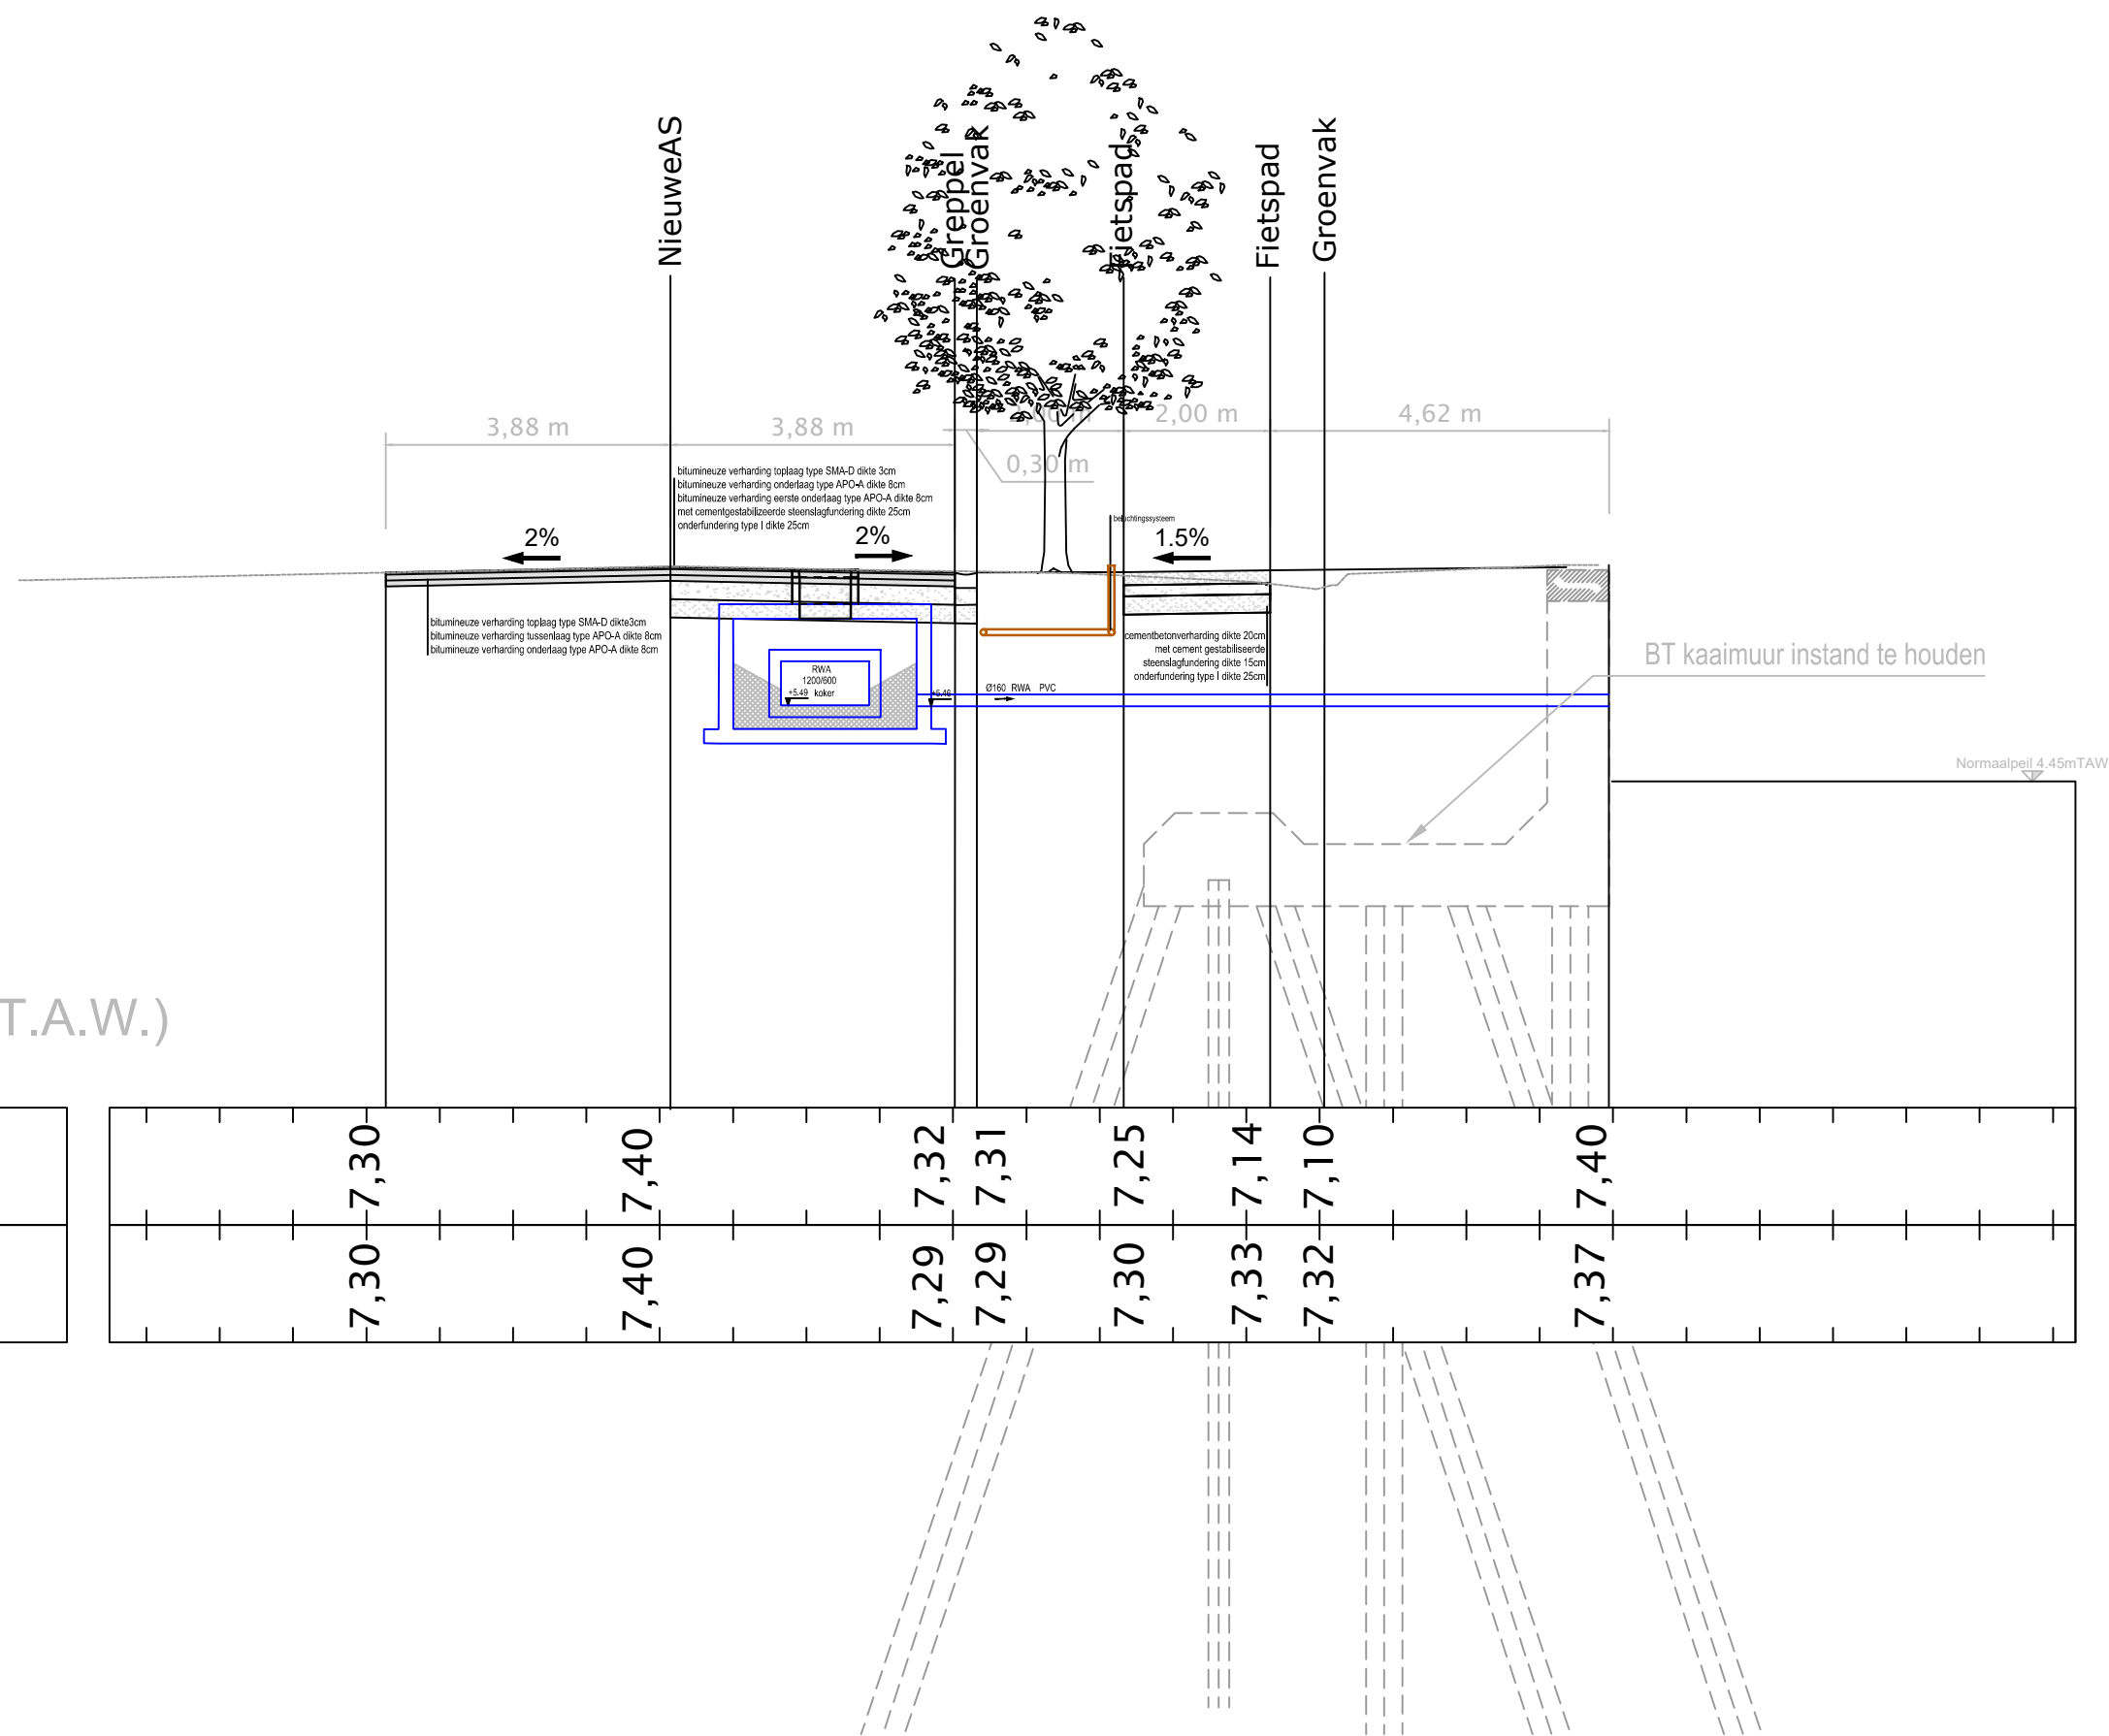 NieuweAS
Greppel
Groenvak
Fietspad
Fietspad
Groenvak
3,88 m
3,88 m
2,00 m
2,00 m
4,62 m
0,30 m
bitumineuze verharding toplaag type SMA-D dikte 3cm
bitumineuze verharding onderlaag type APO-A dikte 8cm
bitumineuze verharding eerste onderlaag type APO-A dikte 8cm
met cementgestabilizeerde steenslagfundering dikte 25cm
onderfundering type I dikte 25cm
beluchtingssysteem
2%
2%
1.5%
bitumineuze verharding toplaag type SMA-D dikte3cm
bitumineuze verharding tussenlaag type APO-A dikte 8cm
bitumineuze verharding onderlaag type APO-A dikte 8cm
cementbetonverharding dikte 20cm
met cement gestabiliseerde
steenslagfundering dikte 15cm
onderfundering type I dikte 25cm
RWA
1200/600
+5.49 koker
+5.46
Ø160 RWA PVC
BT kaaimuur instand te houden
Normaalpeil 4.45mTAW
T.A.W.)
7,30 7,40 7,32 7,31 7,25 7,14 7,10 7,40
7,30 7,40 7,29 7,29 7,30 7,33 7,32 7,37